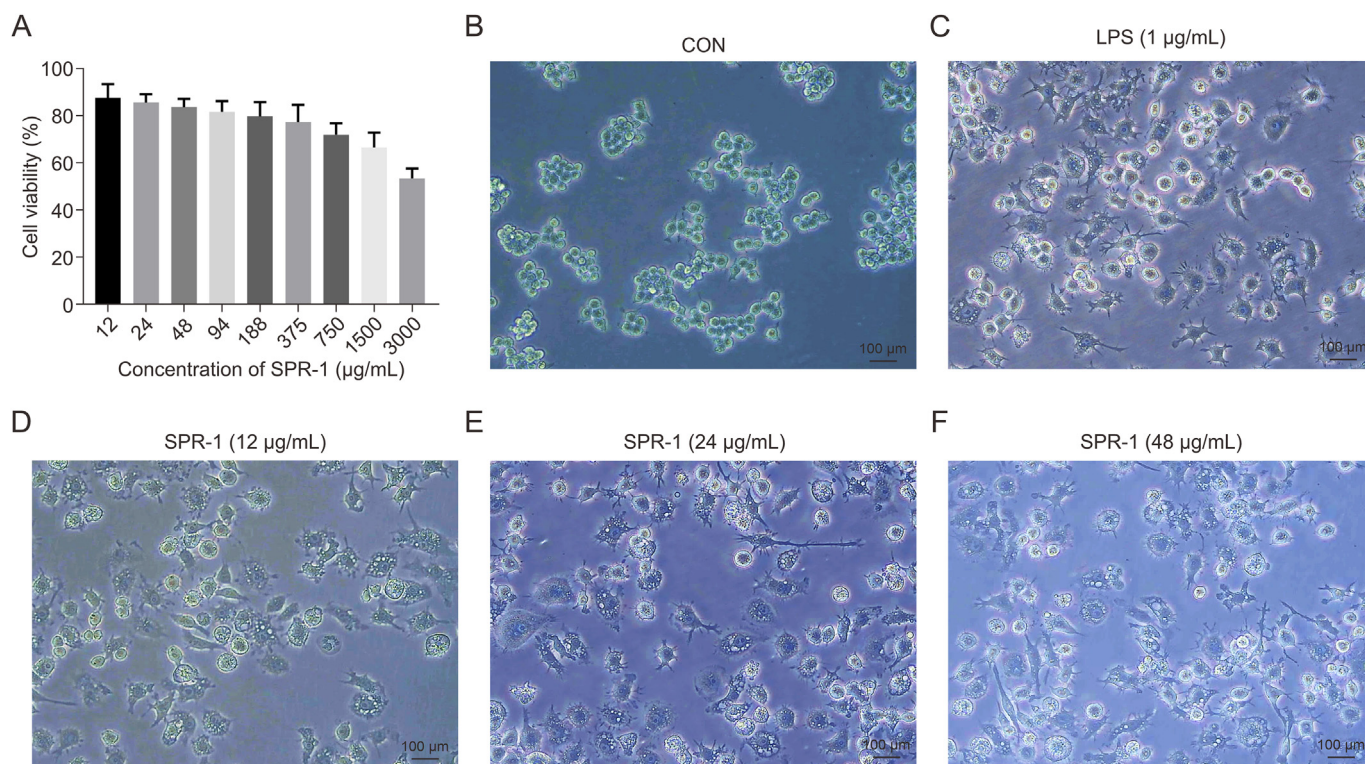 A
Cell viability (%)
100
80
60
40
20
0
12
24
48
94
188
375
750
1500
3000
Concentration of SPR-1 (µg/mL)
B
CON
100 µm
C
LPS (1 µg/mL)
100 µm
D
SPR-1 (12 µg/mL)
100 µm
E
SPR-1 (24 µg/mL)
100 µm
F
SPR-1 (48 µg/mL)
100 µm